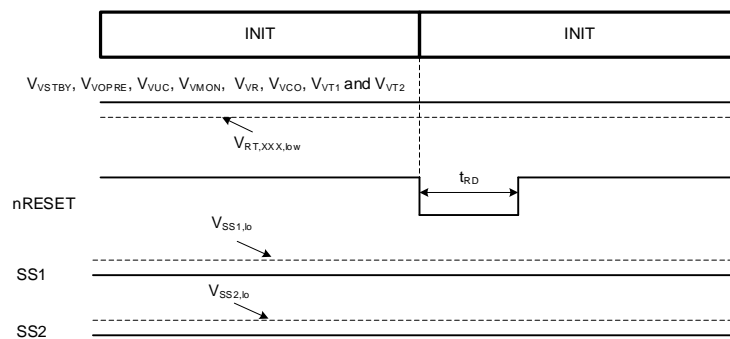 INIT INIT
VVSTBY, VVOPRE, VVUC, VVMON, VVR, VVCO, VVT1 and VVT2
VRT,XXX,low
tRD
nRESET
VSS1,lo
SS1
VSS2,lo
SS2